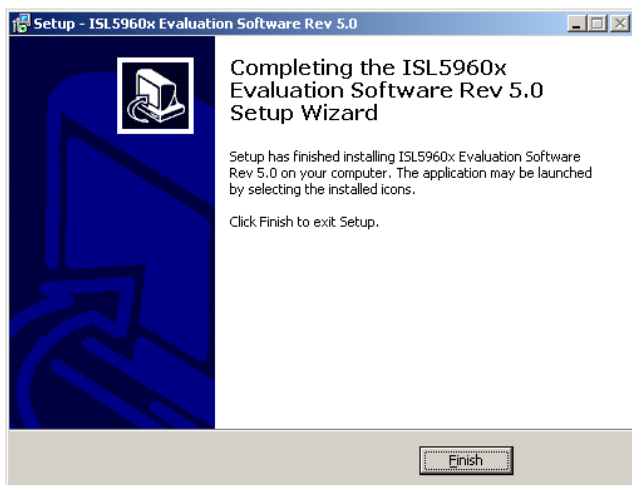 Setup - ISL5960x Evaluation Software Rev 5.0
Completing the ISL5960x
Evaluation Software Rev 5.0
Setup Wizard
Setup has finished installing ISL5960x Evaluation Software
Rev 5.0 on your computer. The application may be launched
by selecting the installed icons.
Click Finish to exit Setup.
Finish